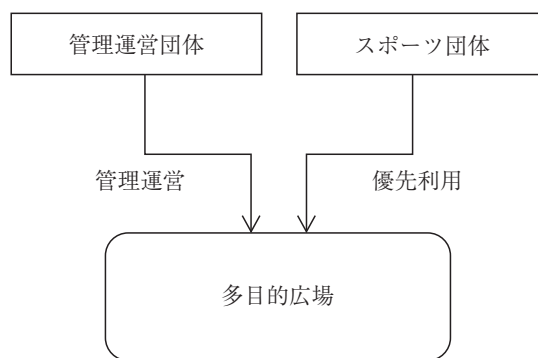 管理運営団体
スポーツ団体
管理運営
優先利用
多目的広場